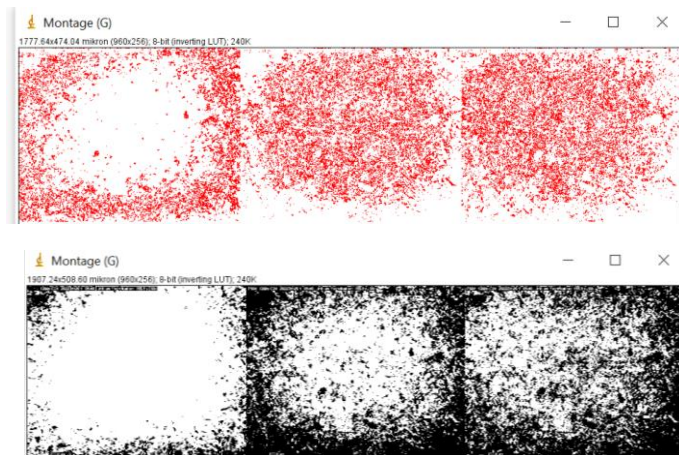 Montage (G)
1777.64x474.04 mikron (960x256); 8-bit (inverting LUT); 240K
Montage (G)
1907.24x508.60 mikron (960x256); 8-bit (inverting LUT); 240K